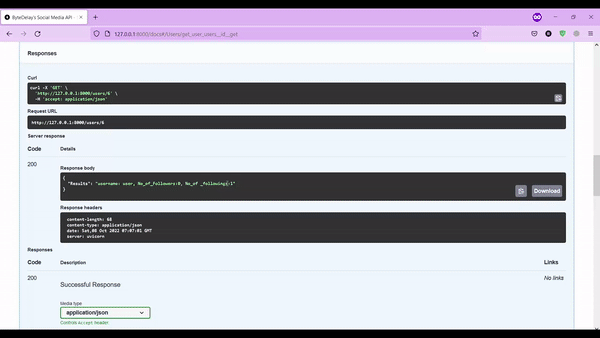 ByteDelay's Social Media API
127.0.0.1:8000/docs#/Users/get_user_users__id__get
Responses
Curl
curl -X 'GET' \
'http://127.0.0.1:8000/users/6' \
-H 'accept: application/json'
Request URL
http://127.0.0.1:8000/users/6
Server response
Code Details
200
Response body
{
"Results": "username: user, No_of_followers:0, No_of _following:-1"
}
Download
Response headers
content-length: 68
content-type: application/json
date: Sat,08 Oct 2022 07:07:01 GMT
server: uvicorn
Responses
Code Description Links
200 Successful Response No links
Media type
application/json
Controls Accept header.